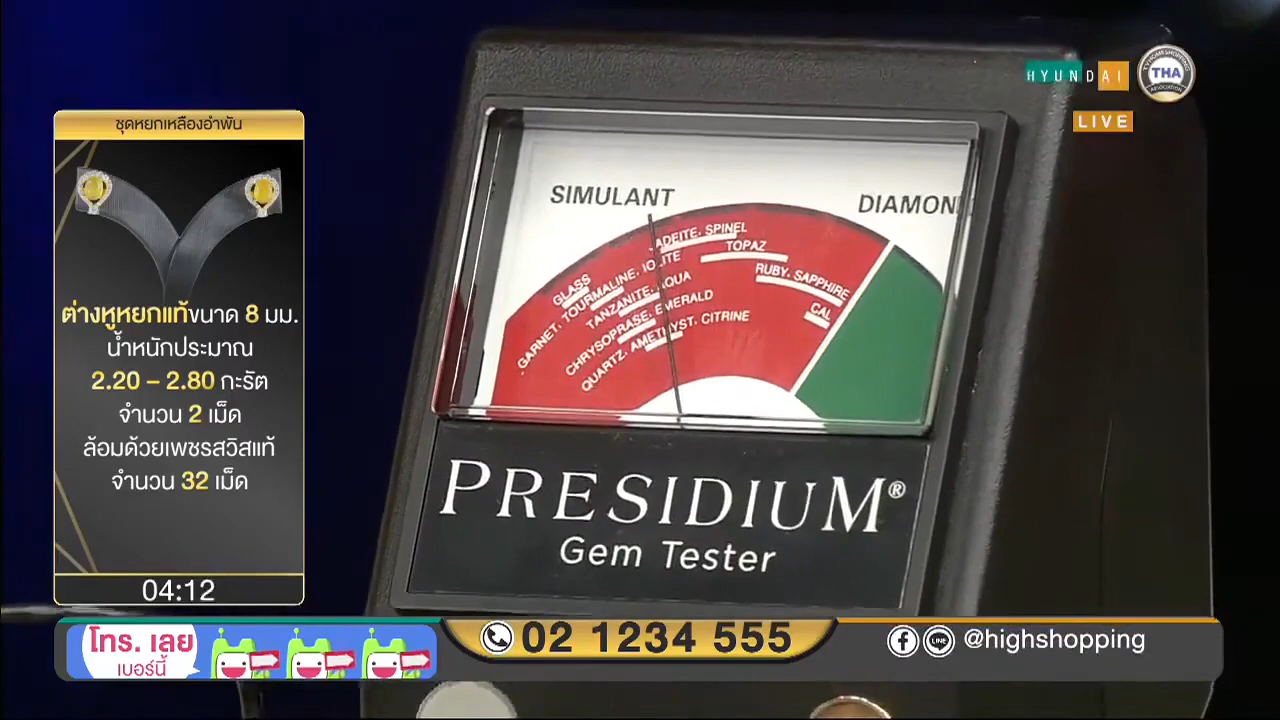 ชุดหยกเหลืองอำพัน
ต่างหูหยกแท้ขนาด 8 มม.
น้ำหนักประมาณ
2.20 – 2.80 กะรัต
จำนวน 2 เม็ด
ล้อมด้วยเพชรสวิสแท้
จำนวน 32 เม็ด
04:12
HYUNDAI
THA
LIVE
SIMULANT
DIAMON
ADEITE, SPINEL
TOPAZ
RUBY, SAPPHIRE
CAL
GLASS
GARNET, TOURMALINE,
TANZANITE,
CHRYSOPRASE, EMERALD
QUARTZ, AMETHYST, CITRINE
PRESIDIUM®
Gem Tester
โทร. เลย
เบอร์นี้
02 1234 555
@highshopping